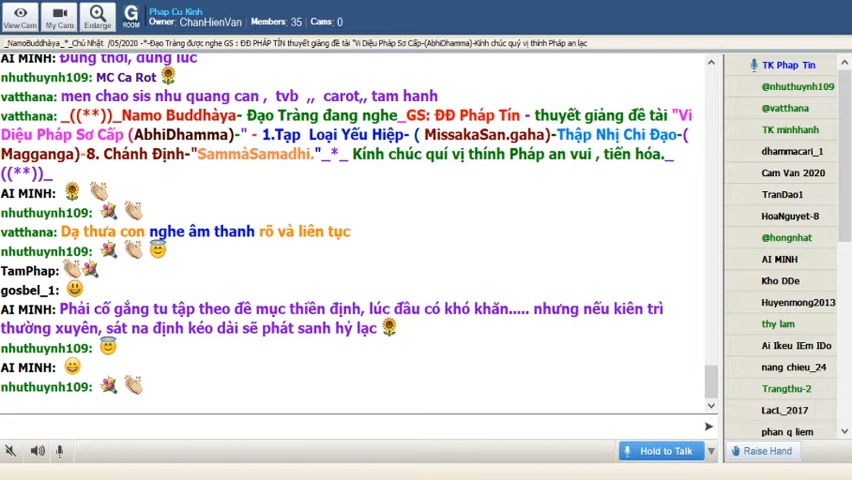 Phap Cu Kinh
Owner: ChanHienVan Members: 35 Cams: 0
View Cam My Cam Enlarge G ROOM
_NamoBuddhàya_*_Chủ Nhật /05/2020 -*-Đạo Tràng được nghe GS : ĐĐ PHÁP TÍN thuyết giảng đề tài "Vi Diệu Pháp Sơ Cấp-(AbhiDhamma)-Kính chúc quý vị thính Pháp an lạc
AI MINH: Đúng thời, đúng lúc
nhuthuynh109: MC Ca Rot
vatthana: men chao sis nhu quang can , tvb ,, carot,, tam hanh
vatthana: _((**))_Namo Buddhàya- Đạo Tràng đang nghe_GS: ĐĐ Pháp Tín - thuyết giảng đề tài "Vi
Diệu Pháp Sơ Cấp (AbhiDhamma)-" - 1.Tạp Loại Yếu Hiệp- ( MissakaSan.gaha)-Thập Nhị Chi Đạo-(
Magganga)-8. Chánh Định-"SammàSamadhi."_*_ Kính chúc quí vị thính Pháp an vui , tiến hóa._
((**))_
AI MINH:
nhuthuynh109:
vatthana: Dạ thưa con nghe âm thanh rõ và liên tục
nhuthuynh109:
TamPhap:
gosbel_1:
AI MINH: Phải cố gắng tu tập theo đề mục thiền định, lúc đầu có khó khăn..... nhưng nếu kiên trì
thường xuyên, sát na định kéo dài sẽ phát sanh hỷ lạc
nhuthuynh109:
AI MINH:
nhuthuynh109:
TK Phap Tin
@nhuthuynh109
@vatthana
TK minhhanh
dhammacari_1
Cam Van 2020
TranDao1
HoaNguyet-8
@hongnhat
AI MINH
Kho DDe
Huyenmong2013
thy lam
Ai Ikeu IEm IDo
nang chieu_24
Trangthu-2
LacL_2017
phan q liem
Hold to Talk
Raise Hand